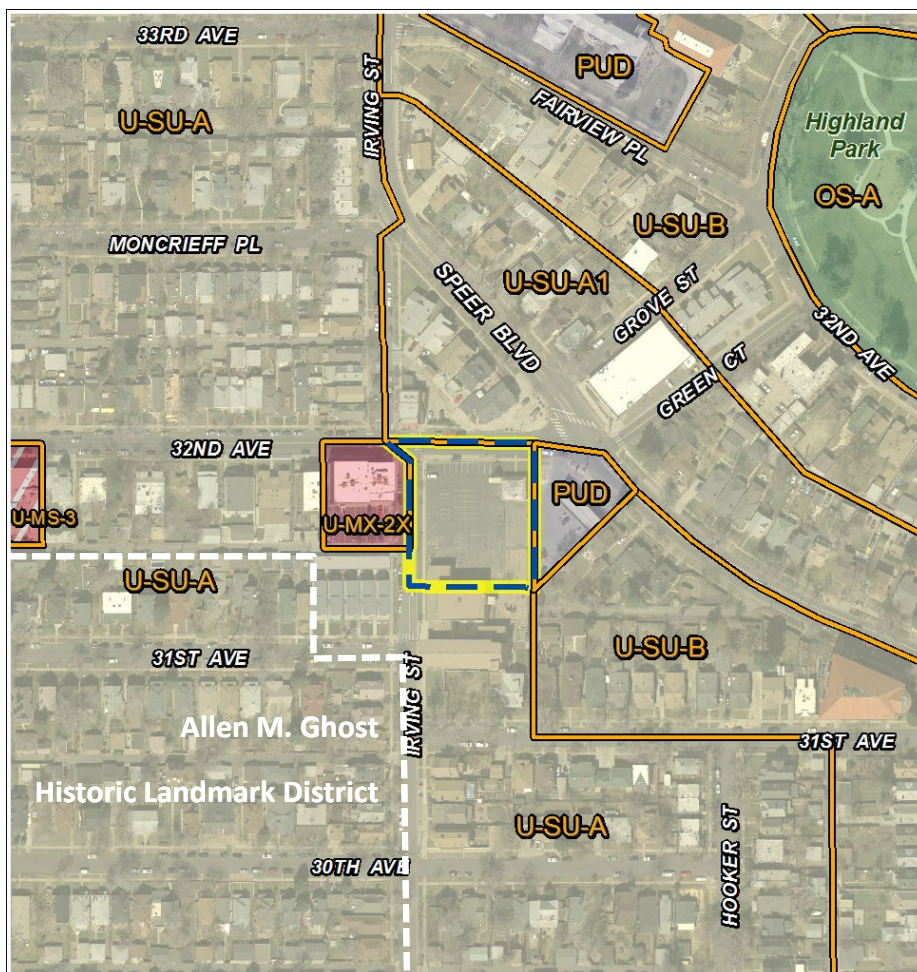 33RD AVE
PUD
U-SU-A
IRVING ST
FAIRVIEW PL
Highland
Park
OS-A
MONCRIEFF PL
U-SU-B
SPEER BLVD
U-SU-A1
GROVE ST
GREEN CT
32ND AVE
32ND AVE
U-MS-3
U-MX-2X
PUD
U-SU-A
31ST AVE
U-SU-B
IRVING ST
Allen M. Ghost
31ST AVE
Historic Landmark District
U-SU-A
HOOKER ST
30TH AVE